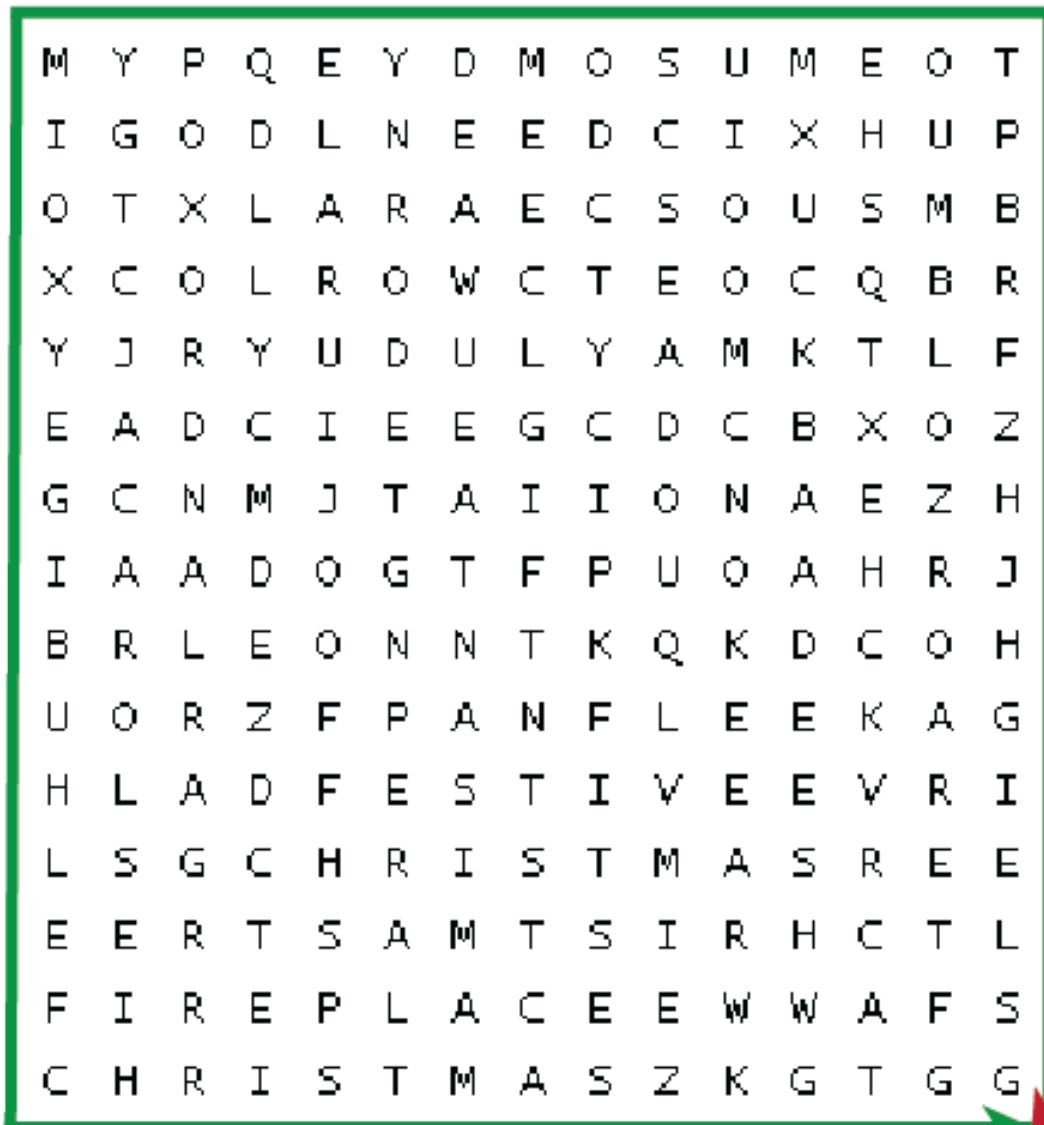 M Y P Q E Y D M O S U M E O T
I G O D L N E E D C I X H U P
O T X L A R A E C S O U S M B
X C O L R O W C T E O C Q B R
Y J R Y U D U L Y A M K T L F
E A D C I E E G C D C B X O Z
G C N M J T A I I O N A E Z H
I A A D O G T F P U O A H R J
B R L E O N N T K Q K D C O H
U O R Z F P A N F L E E K A G
H L A D F E S T I V E E V R I
L S G C H R I S T M A S R E E
E E R T S A M T S I R H C T L
F I R E P L A C E E W W A F S
C H R I S T M A S Z K G T G G